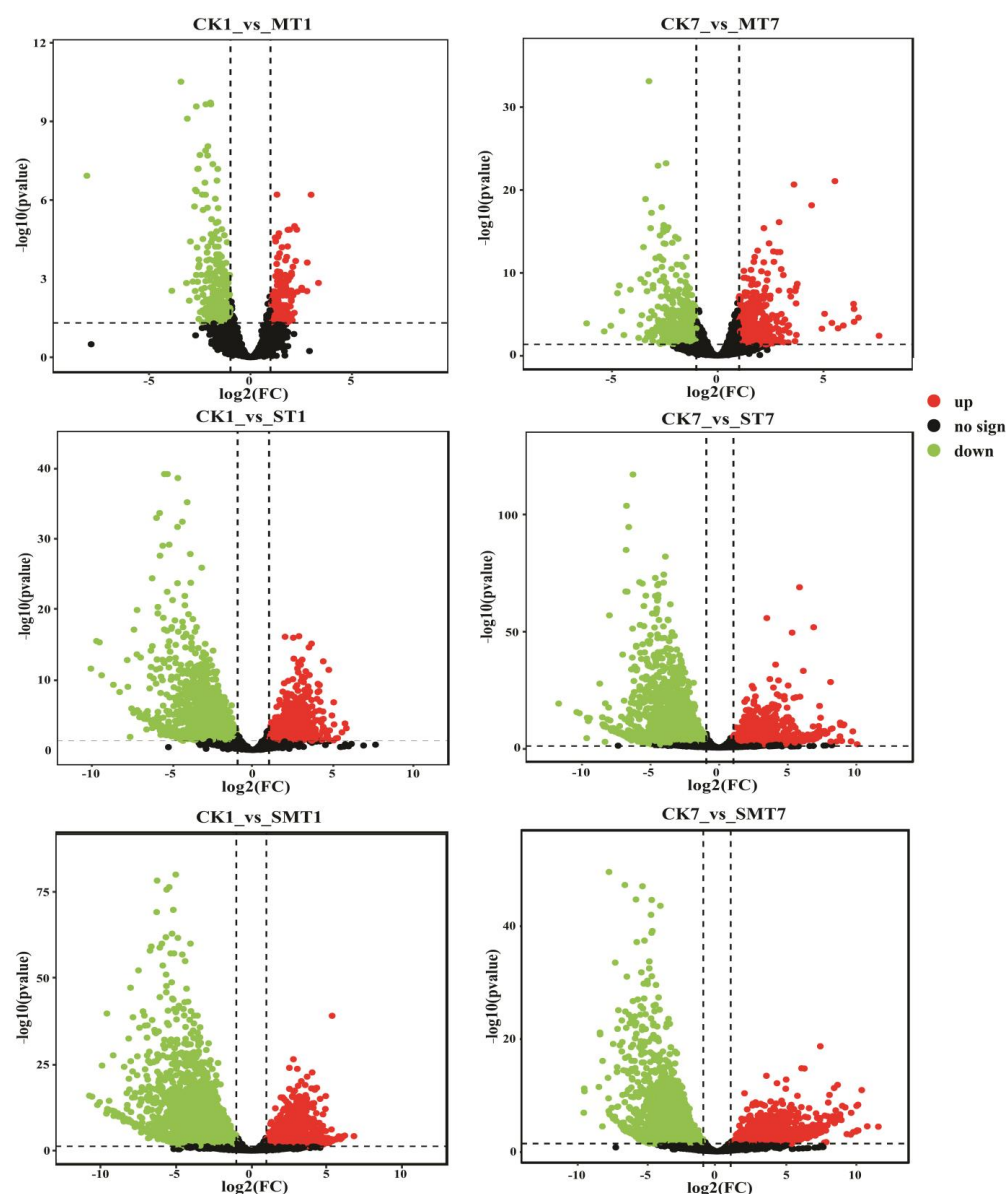 CK1_vs_MT1
12
9
6
3
0
-log10(pvalue)
-5 0 5
log2(FC)
CK7_vs_MT7
30
20
10
0
-log10(pvalue)
-5 0 5
log2(FC)
CK1_vs_ST1
40
30
20
10
0
-log10(pvalue)
-10 -5 0 5 10
log2(FC)
CK7_vs_ST7
100
50
0
-log10(pvalue)
-10 -5 0 5 10
log2(FC)
up
no sign
down
CK1_vs_SMT1
75
50
25
0
-log10(pvalue)
-10 -5 0 5 10
log2(FC)
CK7_vs_SMT7
40
20
0
-log10(pvalue)
-10 -5 0 5 10
log2(FC)